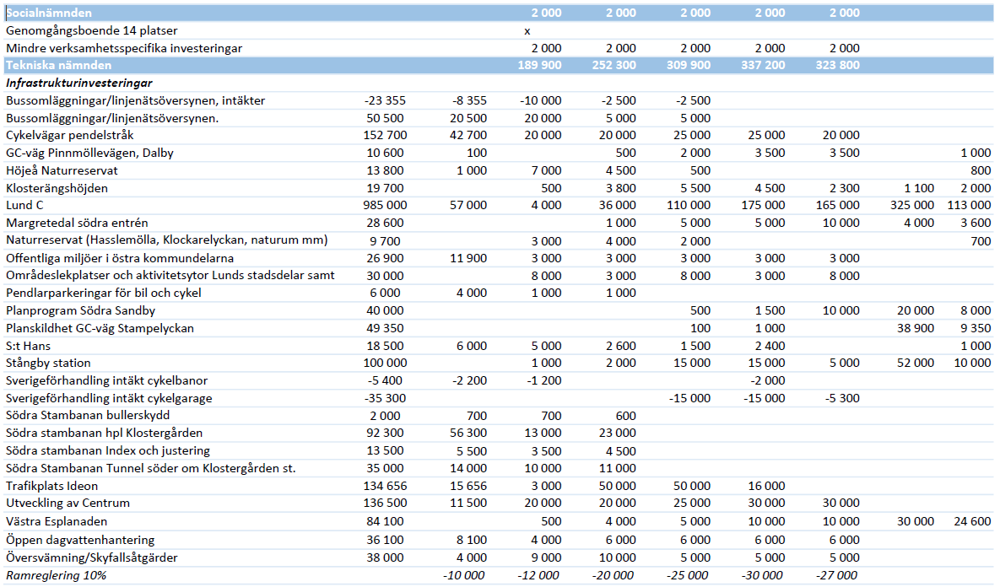 Socialnämnden 2 000 2 000 2 000 2 000 2 000
Genomgångsboende 14 platser x
Mindre verksamhetsspecifika investeringar 2 000 2 000 2 000 2 000 2 000
Tekniska nämnden 189 900 252 300 309 900 337 200 323 800
Infrastrukturinvesteringar
Bussomläggningar/linjenätsöversynen, intäkter -23 355 -8 355 -10 000 -2 500 -2 500
Bussomläggningar/linjenätsöversynen. 50 500 20 500 20 000 5 000 5 000
Cykelvägar pendelstråk 152 700 42 700 20 000 20 000 25 000 25 000 20 000
GC-väg Pinnmöllevägen, Dalby 10 600 100 500 2 000 3 500 3 500 1 000
Höjeå Naturreservat 13 800 1 000 7 000 4 500 500 800
Klosterängshöjden 19 700 500 3 800 5 500 4 500 2 300 1 100 2 000
Lund C 985 000 57 000 4 000 36 000 110 000 175 000 165 000 325 000 113 000
Margretedal södra entrén 28 600 1 000 5 000 5 000 10 000 4 000 3 600
Naturreservat (Hasslemölla, Klockarelyckan, naturum mm) 9 700 3 000 4 000 2 000 700
Offentliga miljöer i östra kommundelarna 26 900 11 900 3 000 3 000 3 000 3 000 3 000
Områdeslekplatser och aktivitetsytor Lunds stadsdelar samt 30 000 8 000 3 000 8 000 3 000 8 000
Pendlarparkeringar för bil och cykel 6 000 4 000 1 000 1 000
Planprogram Södra Sandby 40 000 500 1 500 10 000 20 000 8 000
Planskildhet GC-väg Stampelyckan 49 350 100 1 000 38 900 9 350
S:t Hans 18 500 6 000 5 000 2 600 1 500 2 400 1 000
Stångby station 100 000 1 000 2 000 15 000 15 000 5 000 52 000 10 000
Sverigeförhandling intäkt cykelbanor -5 400 -2 200 -1 200 -2 000
Sverigeförhandling intäkt cykelgarage -35 300 -15 000 -15 000 -5 300
Södra Stambanan bullerskydd 2 000 700 700 600
Södra stambanan hpl Klostergården 92 300 56 300 13 000 23 000
Södra stambanan Index och justering 13 500 5 500 3 500 4 500
Södra Stambanan Tunnel söder om Klostergården st. 35 000 14 000 10 000 11 000
Trafikplats Ideon 134 656 15 656 3 000 50 000 50 000 16 000
Utveckling av Centrum 136 500 11 500 20 000 20 000 25 000 30 000 30 000
Västra Esplanaden 84 100 500 4 000 5 000 10 000 10 000 30 000 24 600
Öppen dagvattenhantering 36 100 8 100 4 000 6 000 6 000 6 000 6 000
Översvämning/Skyfallsåtgärder 38 000 4 000 9 000 10 000 5 000 5 000 5 000
Ramreglering 10% -10 000 -12 000 -20 000 -25 000 -30 000 -27 000